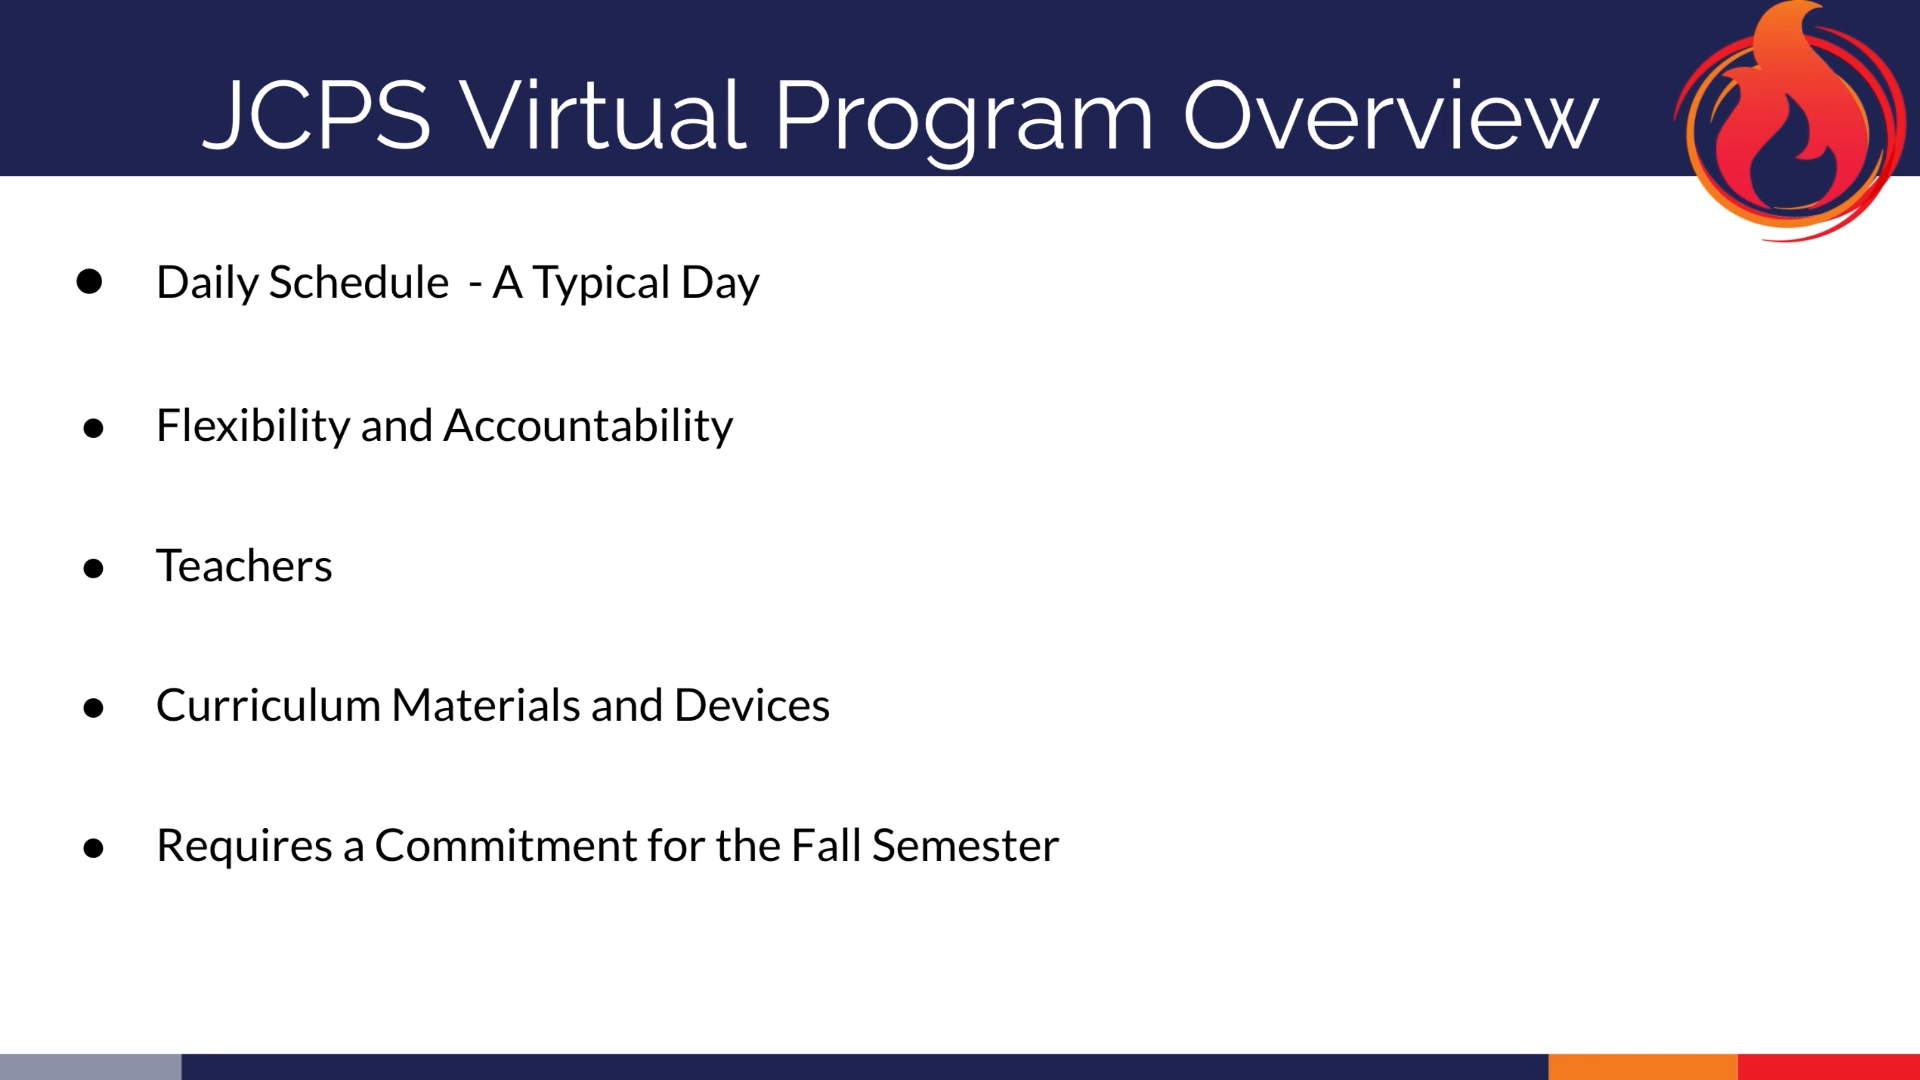 JCPS Virtual Program Overview
● Daily Schedule  - A Typical Day
● Flexibility and Accountability
● Teachers
● Curriculum Materials and Devices
● Requires a Commitment for the Fall Semester